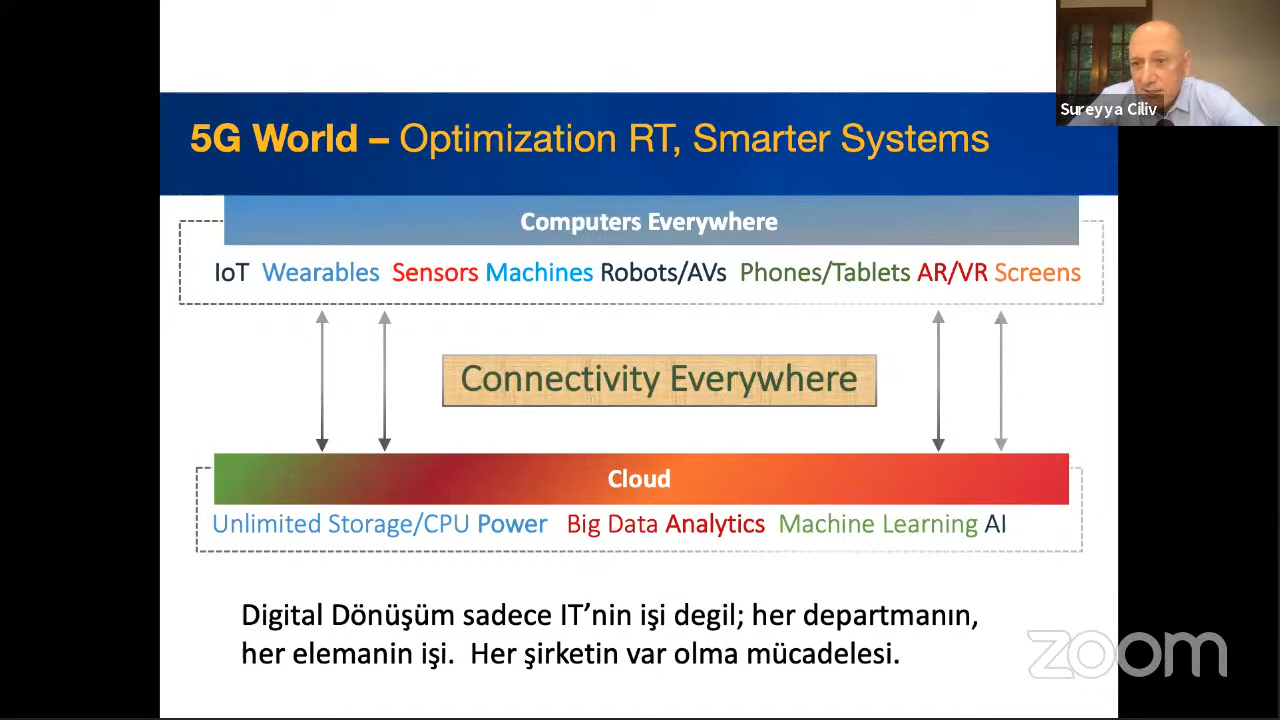 Sureyya Ciliv
5G World – Optimization RT, Smarter Systems
Computers Everywhere
IoT Wearables Sensors Machines Robots/AVs Phones/Tablets AR/VR Screens
Connectivity Everywhere
Cloud
Unlimited Storage/CPU Power Big Data Analytics Machine Learning AI
Digital Dönüşüm sadece IT’nin işi degil; her departmanın,
her elemanin işi. Her şirketin var olma mücadelesi.
zoom